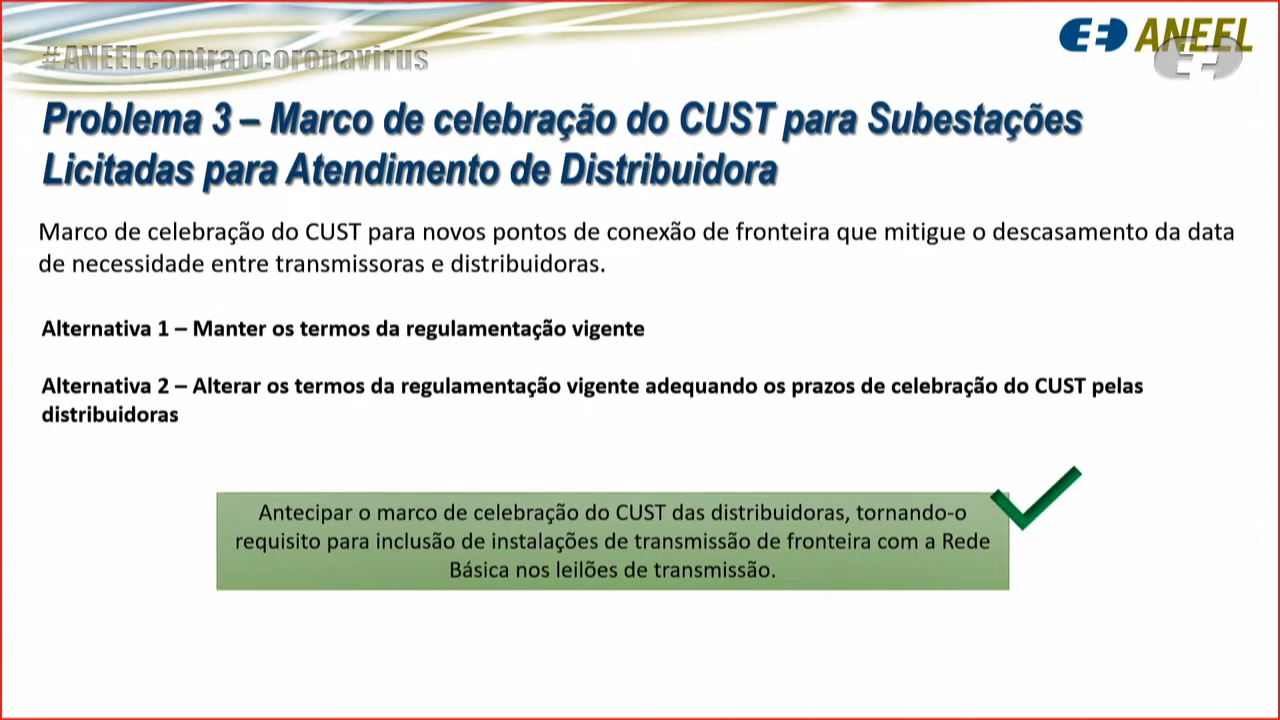 #ANEELcontraocoronavirus
ANEEL
Problema 3 – Marco de celebração do CUST para Subestações
Licitadas para Atendimento de Distribuidora
Marco de celebração do CUST para novos pontos de conexão de fronteira que mitigue o descasamento da data
de necessidade entre transmissoras e distribuidoras.
Alternativa 1 – Manter os termos da regulamentação vigente
Alternativa 2 – Alterar os termos da regulamentação vigente adequando os prazos de celebração do CUST pelas
distribuidoras
Antecipar o marco de celebração do CUST das distribuidoras, tornando-o
requisito para inclusão de instalações de transmissão de fronteira com a Rede
Básica nos leilões de transmissão.